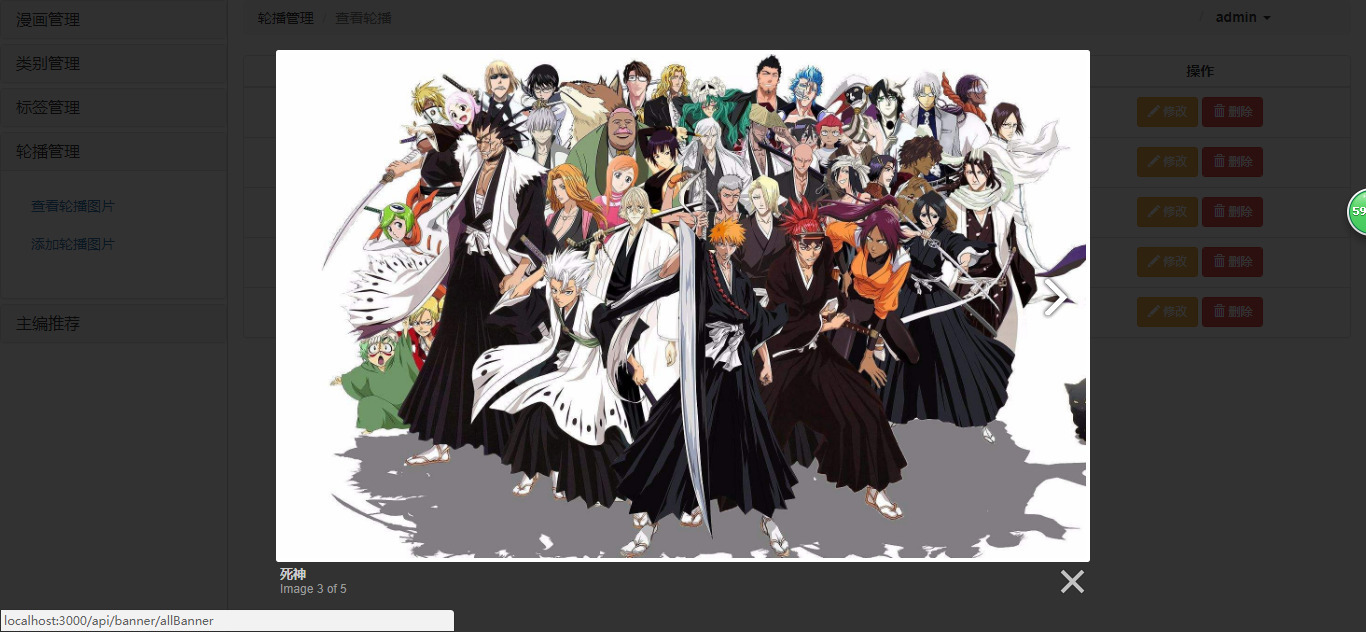 漫画管理
类别管理
标签管理
轮播管理
查看轮播图片
添加轮播图片
主编推荐
轮播管理 / 查看轮播
/ admin
操作
修改 删除
修改 删除
修改 删除
修改 删除
修改 删除
59
死神
Image 3 of 5
localhost:3000/api/banner/allBanner